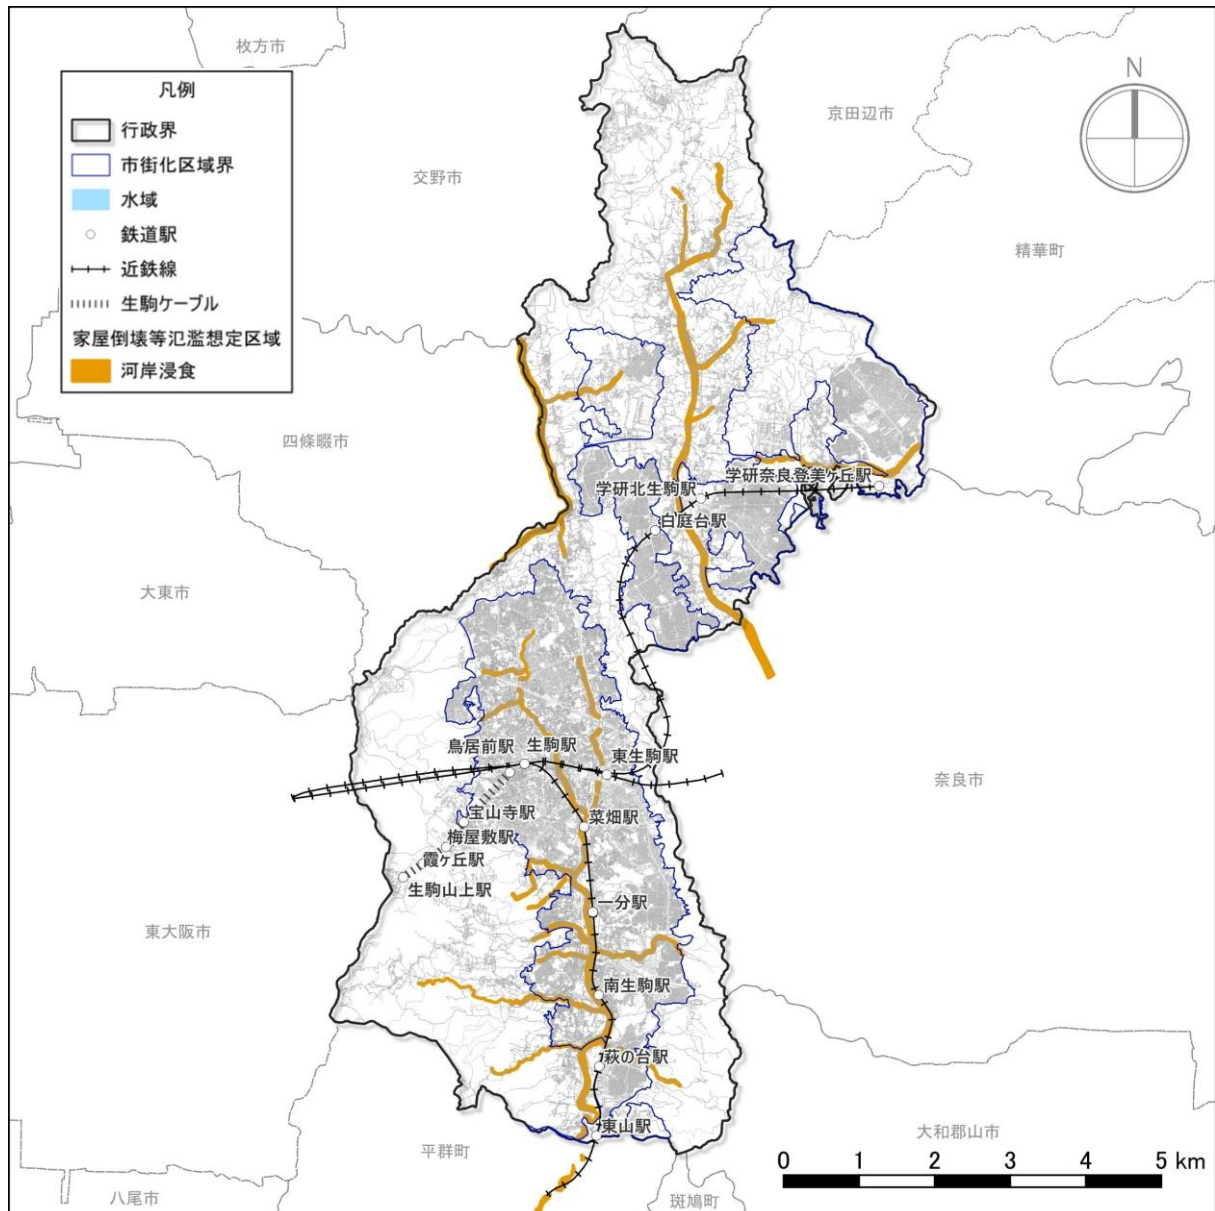 枚方市
凡例
行政界
市街化区域界
水域
鉄道駅
近鉄線
生駒ケーブル
家屋倒壊等氾濫想定区域
河岸浸食
N
京田辺市
交野市
精華町
四條畷市
学研奈良登美ケ丘駅
学研北生駒駅
白庭台駅
大東市
鳥居前駅
生駒駅
東生駒駅
奈良市
宝山寺駅
菜畑駅
梅屋敷駅
霞ケ丘駅
生駒山上駅
一分駅
東大阪市
南生駒駅
萩の台駅
東山駅
大和郡山市
平群町
0 1 2 3 4 5 km
八尾市
斑鳩町